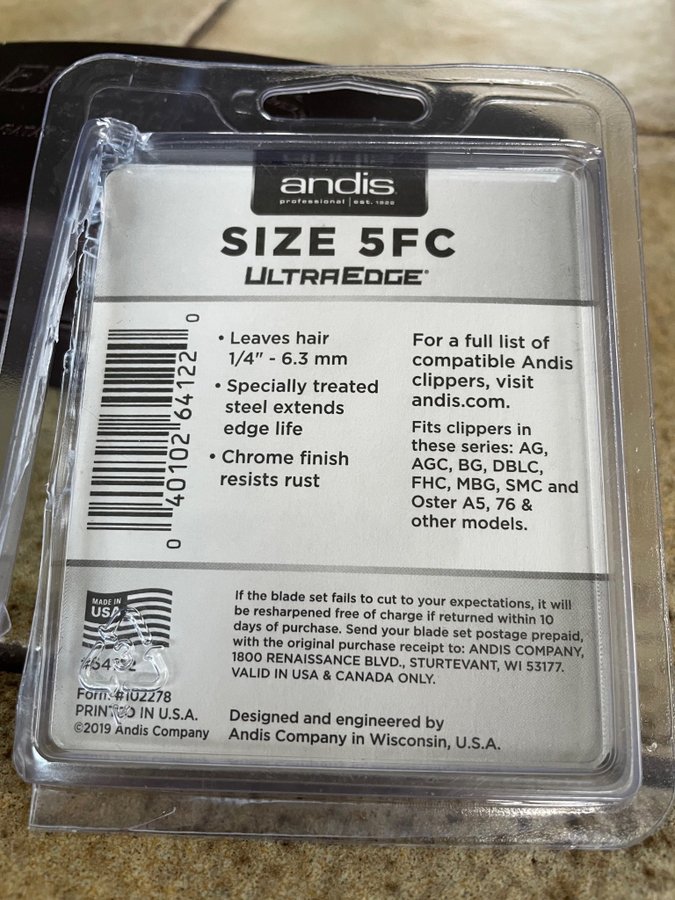 andis
professional | est. 1922
SIZE 5FC
ULTRAEDGE®
0 40102 64122 0
• Leaves hair
1/4" - 6.3 mm
• Specially treated
steel extends
edge life
• Chrome finish
resists rust
For a full list of
compatible Andis
clippers, visit
andis.com.
Fits clippers in
these series: AG,
AGC, BG, DBLC,
FHC, MBG, SMC and
Oster A5, 76 &
other models.
MADE IN
USA
Form #102278
PRINTED IN U.S.A.
©2019 Andis Company
If the blade set fails to cut to your expectations, it will
be resharpened free of charge if returned within 10
days of purchase. Send your blade set postage prepaid,
with the original purchase receipt to: ANDIS COMPANY,
1800 RENAISSANCE BLVD., STURTEVANT, WI 53177.
VALID IN USA & CANADA ONLY.
Designed and engineered by
Andis Company in Wisconsin, U.S.A.